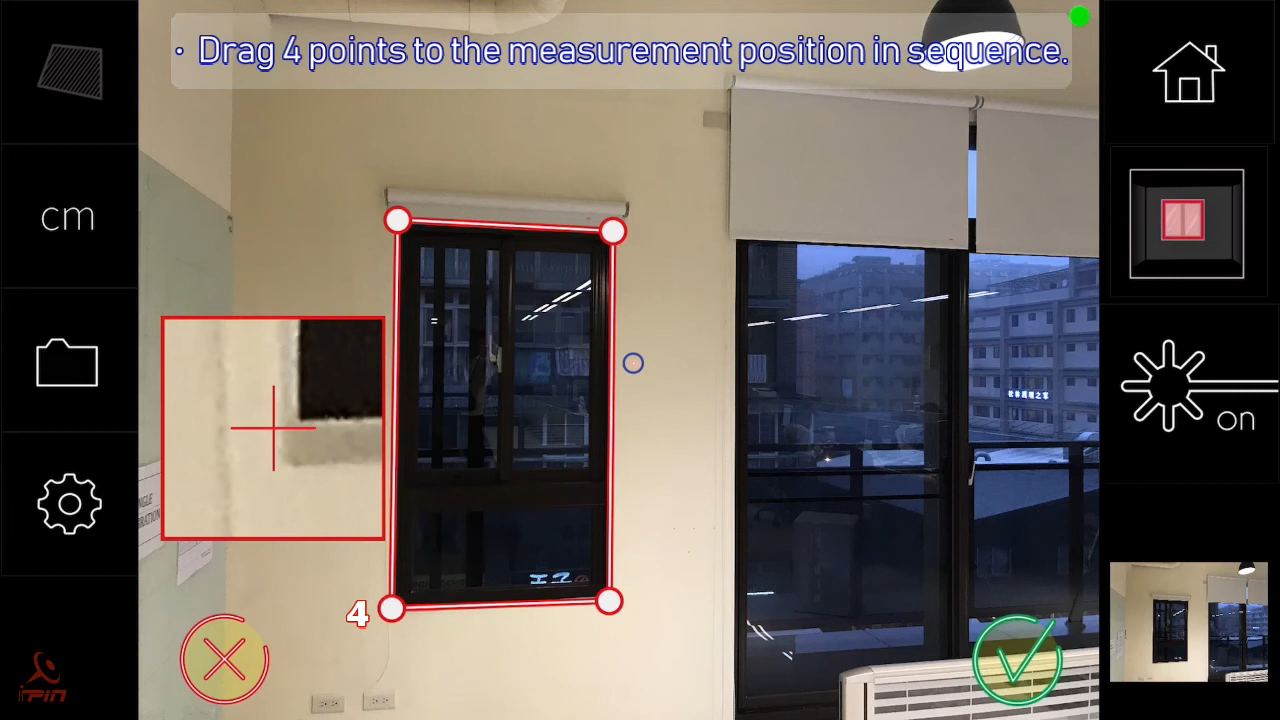 · Drag 4 points to the measurement position in sequence.
cm
on
4
iPiN